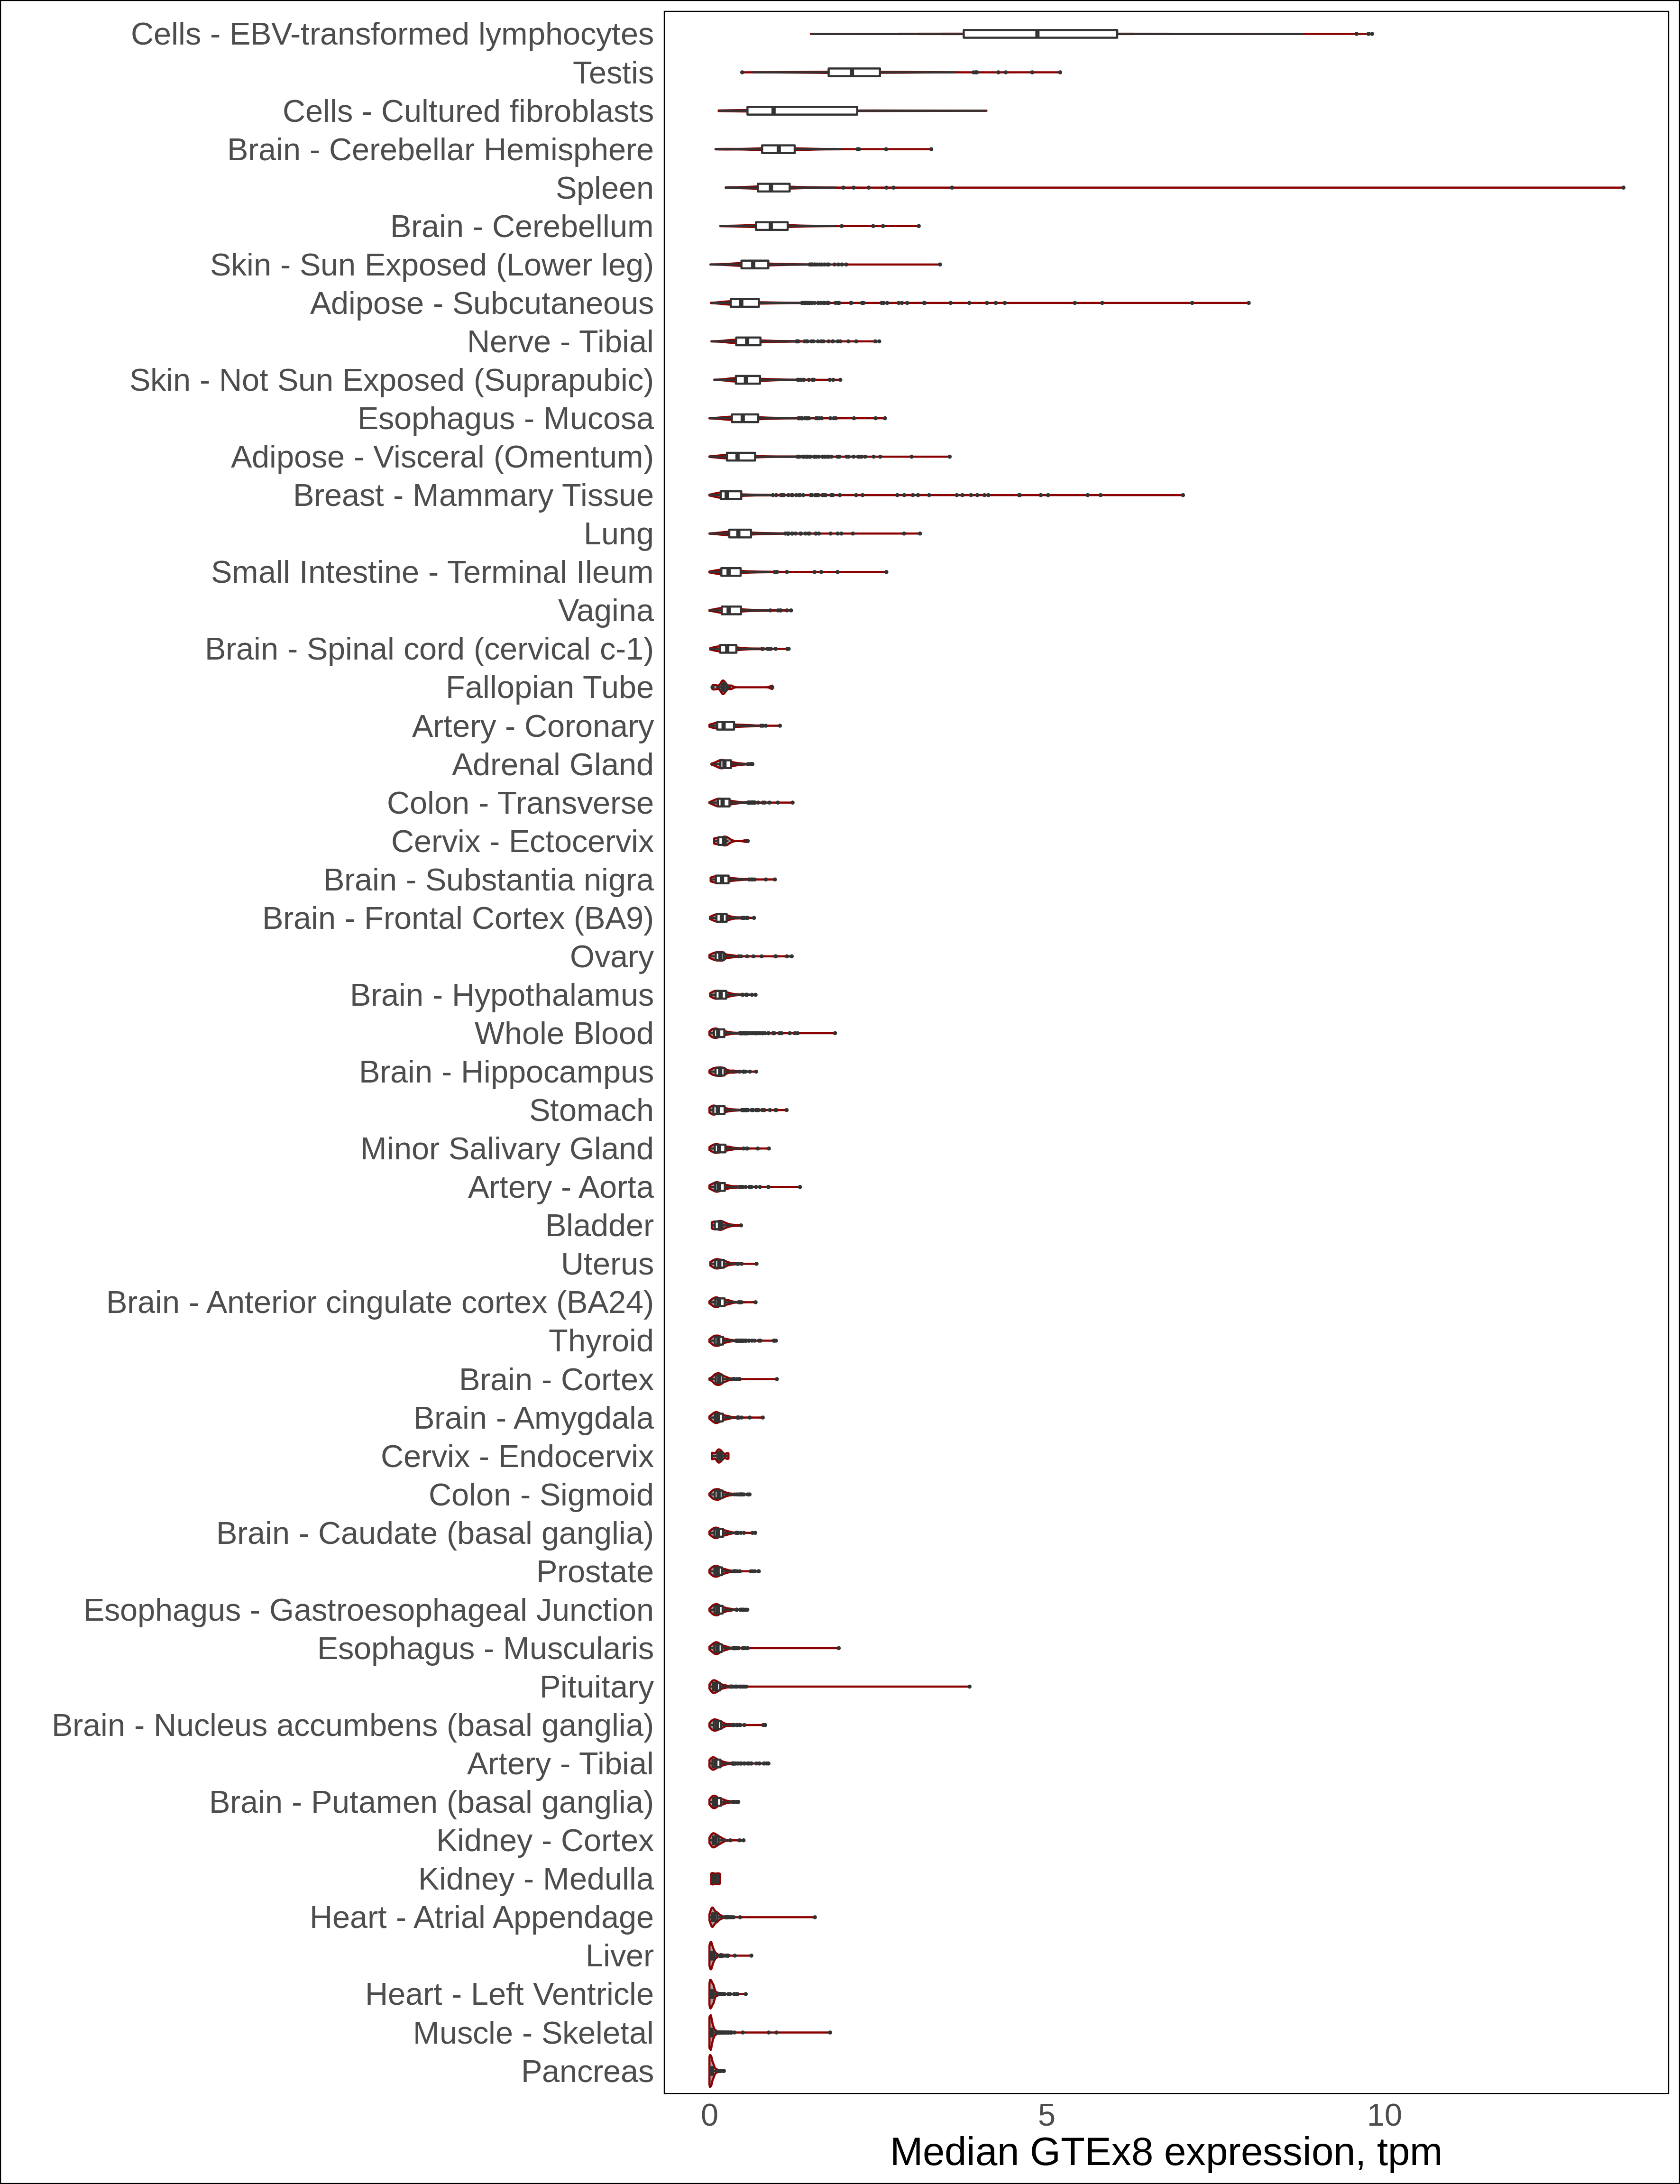 Cells - EBV-transformed lymphocytes
Testis
Cells - Cultured fibroblasts
Brain - Cerebellar Hemisphere
Spleen
Brain - Cerebellum
Skin - Sun Exposed (Lower leg)
Adipose - Subcutaneous
Nerve - Tibial
Skin - Not Sun Exposed (Suprapubic)
Esophagus - Mucosa
Adipose - Visceral (Omentum)
Breast - Mammary Tissue
Lung
Small Intestine - Terminal Ileum
Vagina
Brain - Spinal cord (cervical c-1)
Fallopian Tube
Artery - Coronary
Adrenal Gland
Colon - Transverse
Cervix - Ectocervix
Brain - Substantia nigra
Brain - Frontal Cortex (BA9)
Ovary
Brain - Hypothalamus
Whole Blood
Brain - Hippocampus
Stomach
Minor Salivary Gland
Artery - Aorta
Bladder
Uterus
Brain - Anterior cingulate cortex (BA24)
Thyroid
Brain - Cortex
Brain - Amygdala
Cervix - Endocervix
Colon - Sigmoid
Brain - Caudate (basal ganglia)
Prostate
Esophagus - Gastroesophageal Junction
Esophagus - Muscularis
Pituitary
Brain - Nucleus accumbens (basal ganglia)
Artery - Tibial
Brain - Putamen (basal ganglia)
Kidney - Cortex
Kidney - Medulla
Heart - Atrial Appendage
Liver
Heart - Left Ventricle
Muscle - Skeletal
Pancreas
0 5 10
Median GTEx8 expression, tpm